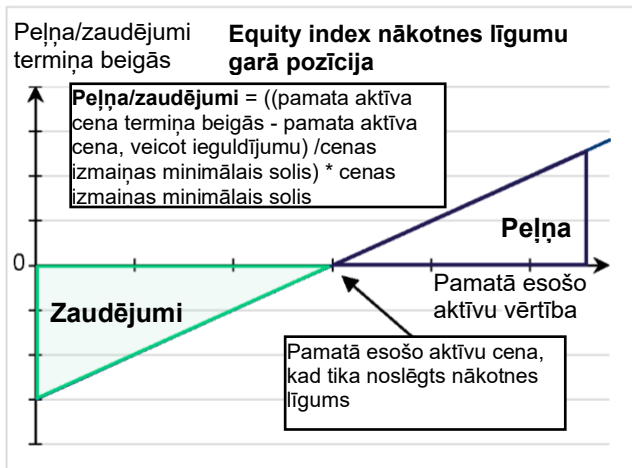 Peļņa/zaudējumi
termiņa beigās
Equity index nākotnes līgumu
garā pozīcija
Peļņa/zaudējumi = ((pamata aktīva
cena termiņa beigās - pamata aktīva
cena, veicot ieguldījumu) /cenas
izmaiņas minimālais solis) * cenas
izmaiņas minimālais solis
Peļņa
0
Pamatā esošo
aktīvu vērtība
Zaudējumi
Pamatā esošo aktīvu cena,
kad tika noslēgts nākotnes
līgums